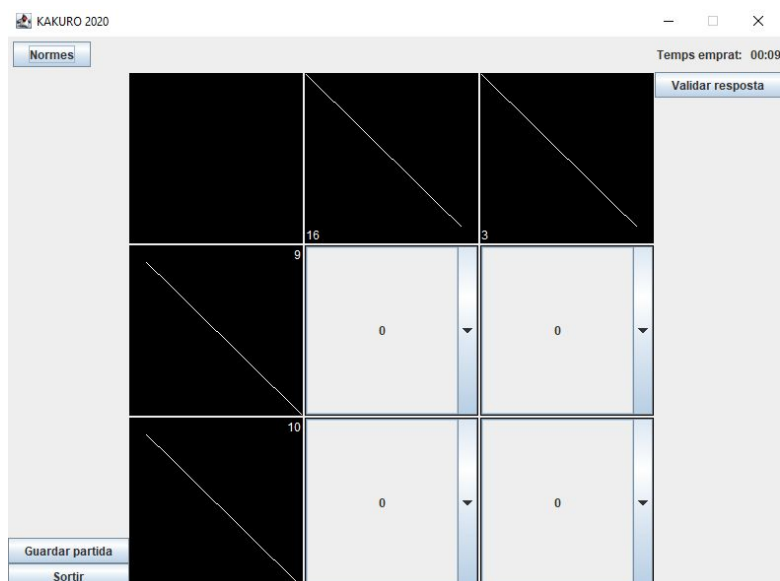 KAKURO 2020
Normes
Temps emprat: 00:09
Validar resposta
16
3
9
0
0
10
0
0
Guardar partida
Sortir